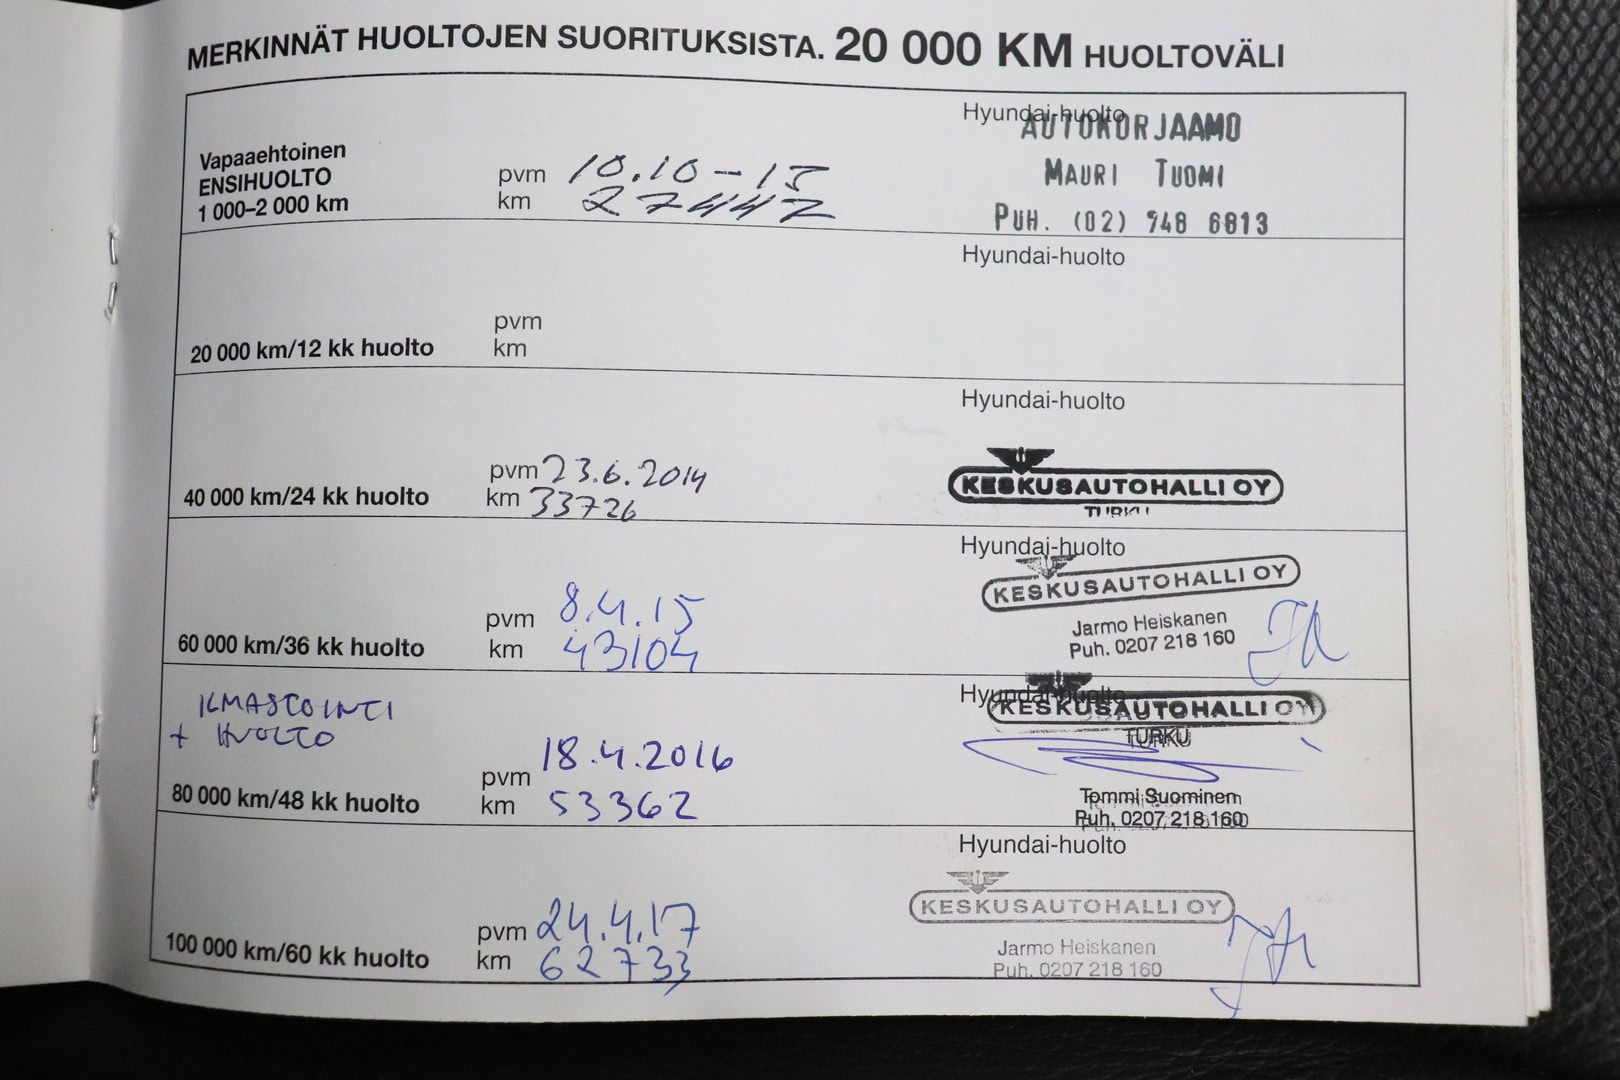 MERKINNÄT HUOLTOJEN SUORITUKSISTA. 20 000 KM HUOLTOVÄLI
Vapaaehtoinen
ENSIHUOLTO
1 000–2 000 km
pvm 10.10-15
km 27447
Hyundai-huolto
AUTOKORJAAMO
MAURI TUOMI
PUH. (02) 748 6813
20 000 km/12 kk huolto
pvm
km
Hyundai-huolto
40 000 km/24 kk huolto
pvm 23.6.2014
km 33726
Hyundai-huolto
KESKUSAUTOHALLI OY
TURKU
60 000 km/36 kk huolto
pvm 8.4.15
km 43104
Hyundai-huolto
KESKUSAUTOHALLI OY
Jarmo Heiskanen
Puh. 0207 218 160
ILMASTOINTI
+ HUOLTO
80 000 km/48 kk huolto
pvm 18.4.2016
km 53362
Hyundai-huolto
KESKUSAUTOHALLI OY
TURKU
Tommi Suominen
Puh. 0207 218 160
100 000 km/60 kk huolto
pvm 24.4.17
km 62733
Hyundai-huolto
KESKUSAUTOHALLI OY
Jarmo Heiskanen
Puh. 0207 218 160